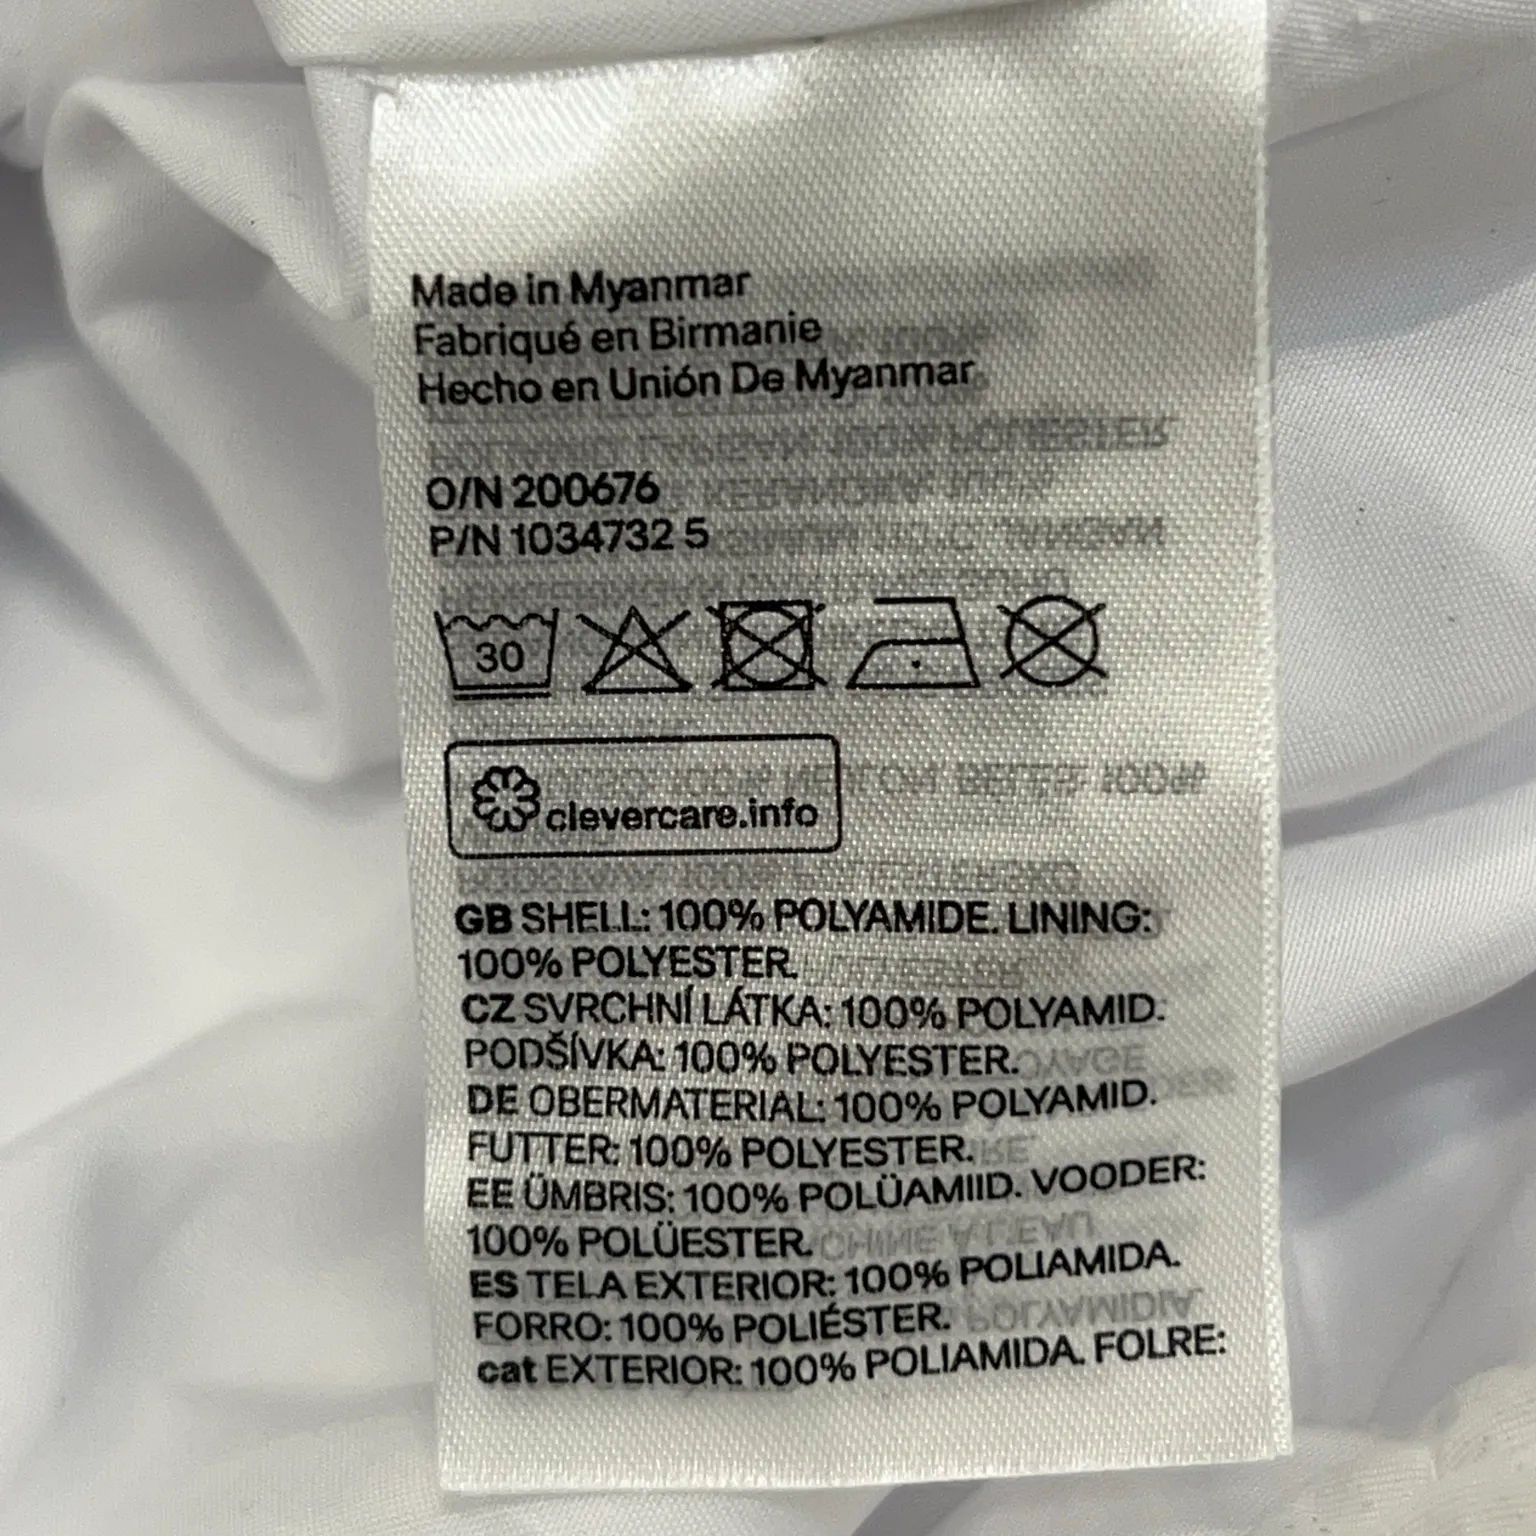 Made in Myanmar
Fabriqué en Birmanie
Hecho en Unión De Myanmar
O/N 200676
P/N 1034732 5
30
clevercare.info
GB SHELL: 100% POLYAMIDE. LINING:
100% POLYESTER.
CZ SVRCHNÍ LÁTKA: 100% POLYAMID.
PODŠÍVKA: 100% POLYESTER.
DE OBERMATERIAL: 100% POLYAMID.
FUTTER: 100% POLYESTER.
EE ÜMBRIS: 100% POLÜAMIID. VOODER:
100% POLÜESTER.
ES TELA EXTERIOR: 100% POLIAMIDA.
FORRO: 100% POLIÉSTER.
cat EXTERIOR: 100% POLIAMIDA. FOLRE: